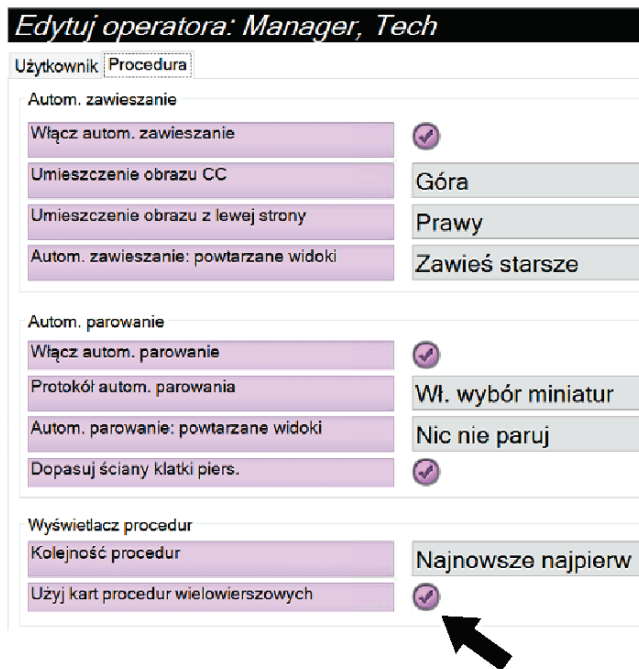 Edytuj operatora: Manager, Tech
Użytkownik Procedura
Autom. zawieszanie
Włącz autom. zawieszanie
Umieszczenie obrazu CC Góra
Umieszczenie obrazu z lewej strony Prawy
Autom. zawieszanie: powtarzane widoki Zawieś starsze
Autom. parowanie
Włącz autom. parowanie
Protokół autom. parowania Wł. wybór miniatur
Autom. parowanie: powtarzane widoki Nic nie paruj
Dopasuj ściany klatki piers.
Wyświetlacz procedur
Kolejność procedur Najnowsze najpierw
Użyj kart procedur wielowierszowych